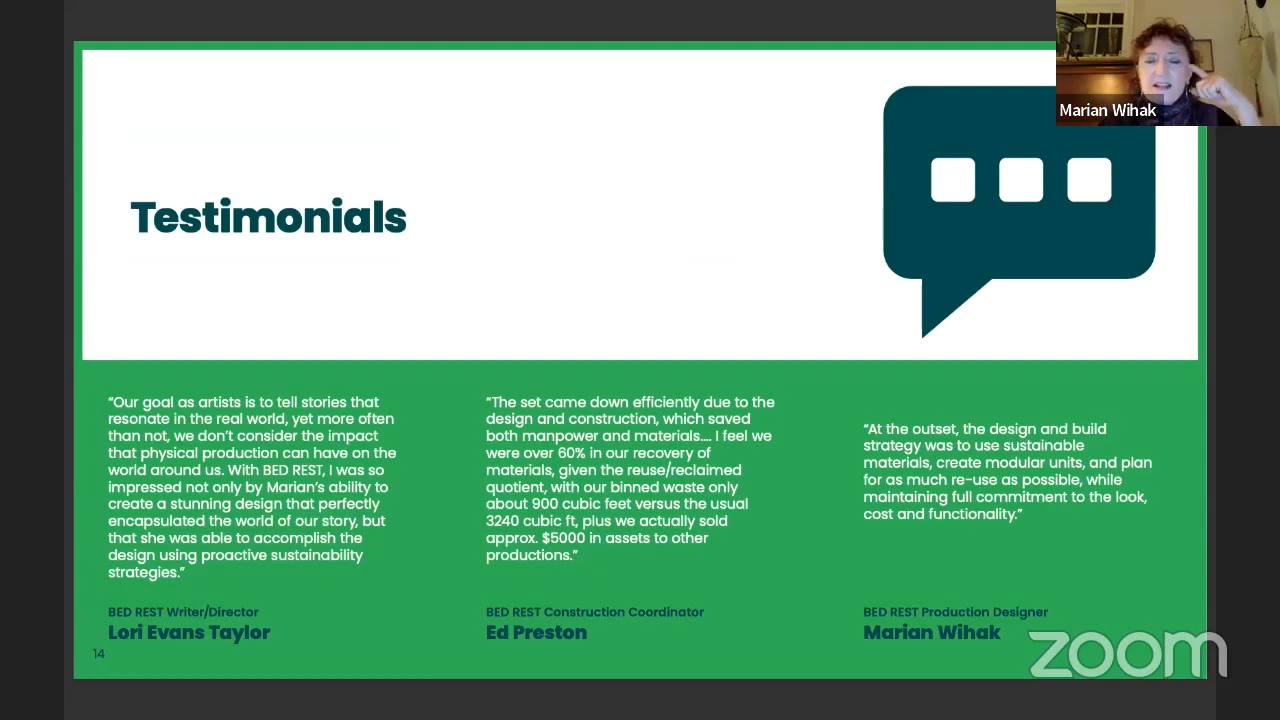 Marian Wihak
Testimonials
“Our goal as artists is to tell stories that
resonate in the real world, yet more often
than not, we don’t consider the impact
that physical production can have on the
world around us. With BED REST, I was so
impressed not only by Marian’s ability to
create a stunning design that perfectly
encapsulated the world of our story, but
that she was able to accomplish the
design using proactive sustainability
strategies.”
BED REST Writer/Director
Lori Evans Taylor
“The set came down efficiently due to the
design and construction, which saved
both manpower and materials.... I feel we
were over 60% in our recovery of
materials, given the reuse/reclaimed
quotient, with our binned waste only
about 900 cubic feet versus the usual
3240 cubic ft, plus we actually sold
approx. $5000 in assets to other
productions.”
BED REST Construction Coordinator
Ed Preston
“At the outset, the design and build
strategy was to use sustainable
materials, create modular units, and plan
for as much re-use as possible, while
maintaining full commitment to the look,
cost and functionality.”
BED REST Production Designer
Marian Wihak
14
zoom